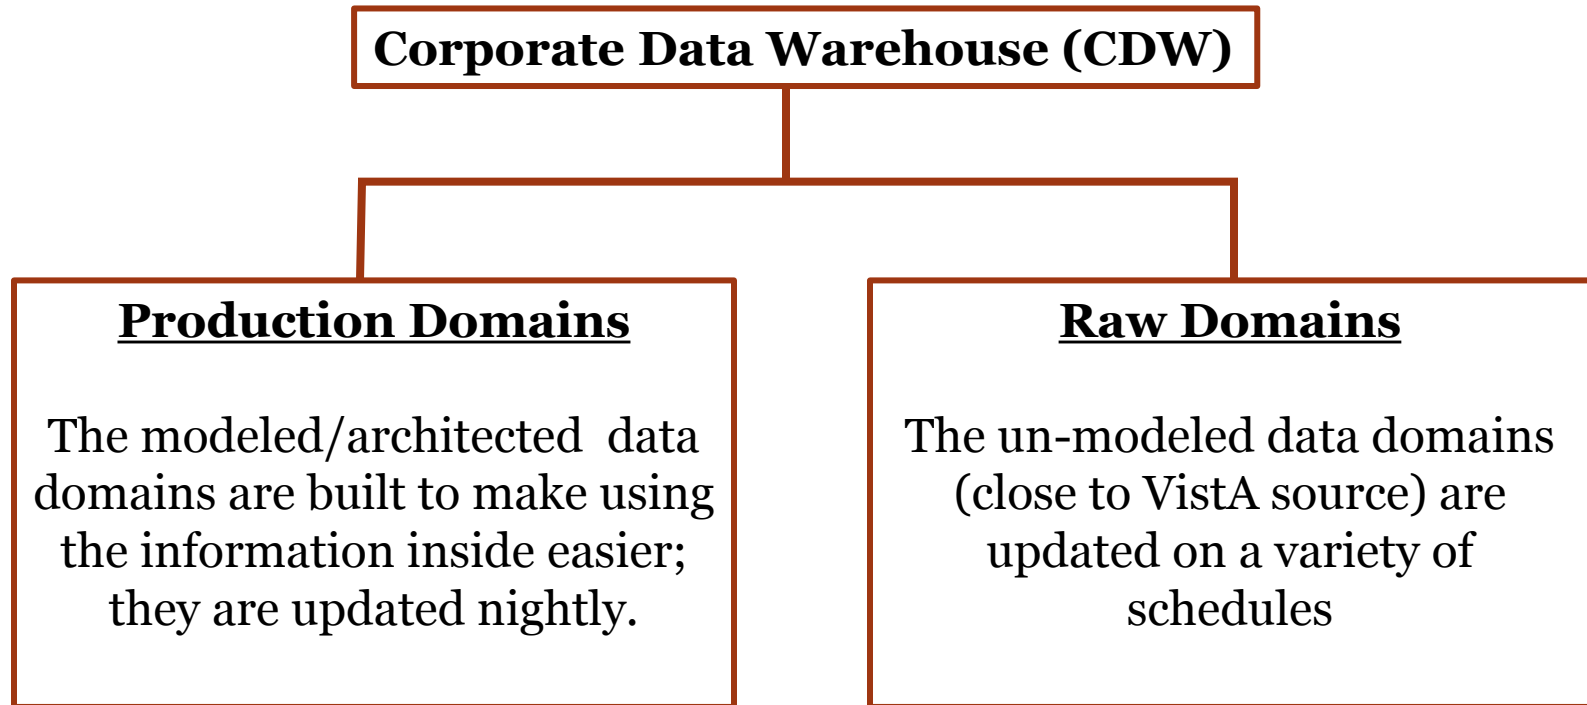 Corporate Data Warehouse (CDW)
Production Domains
The modeled/architected data
domains are built to make using
the information inside easier;
they are updated nightly.
Raw Domains
The un-modeled data domains
(close to VistA source) are
updated on a variety of
schedules